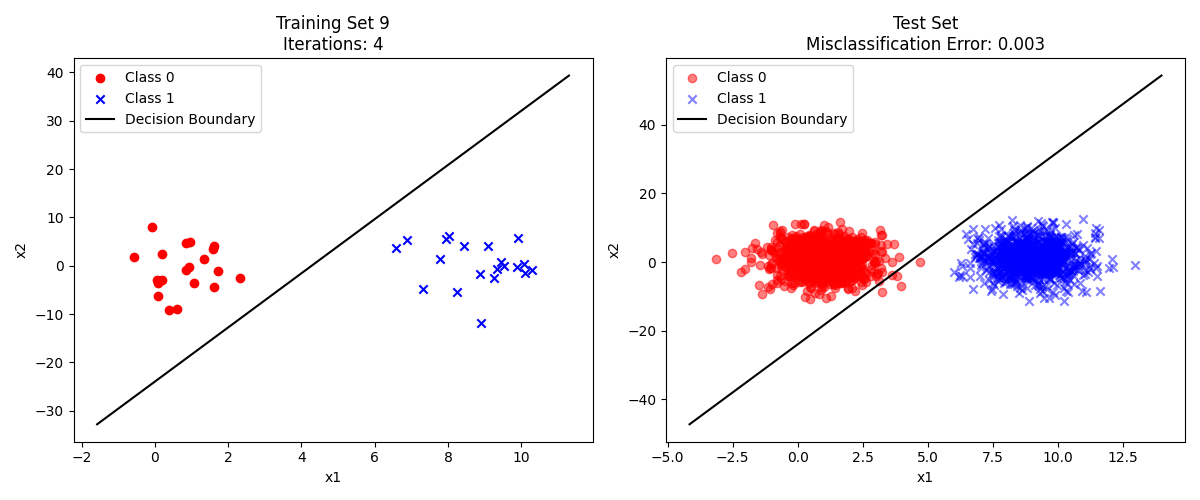 Training Set 9
Iterations: 4
Class 0
Class 1
Decision Boundary
40
30
20
10
0
−10
−20
−30
x2
−2
0
2
4
6
8
10
x1
Test Set
Misclassification Error: 0.003
Class 0
Class 1
Decision Boundary
40
20
0
−20
−40
x2
−5.0
−2.5
0.0
2.5
5.0
7.5
10.0
12.5
x1